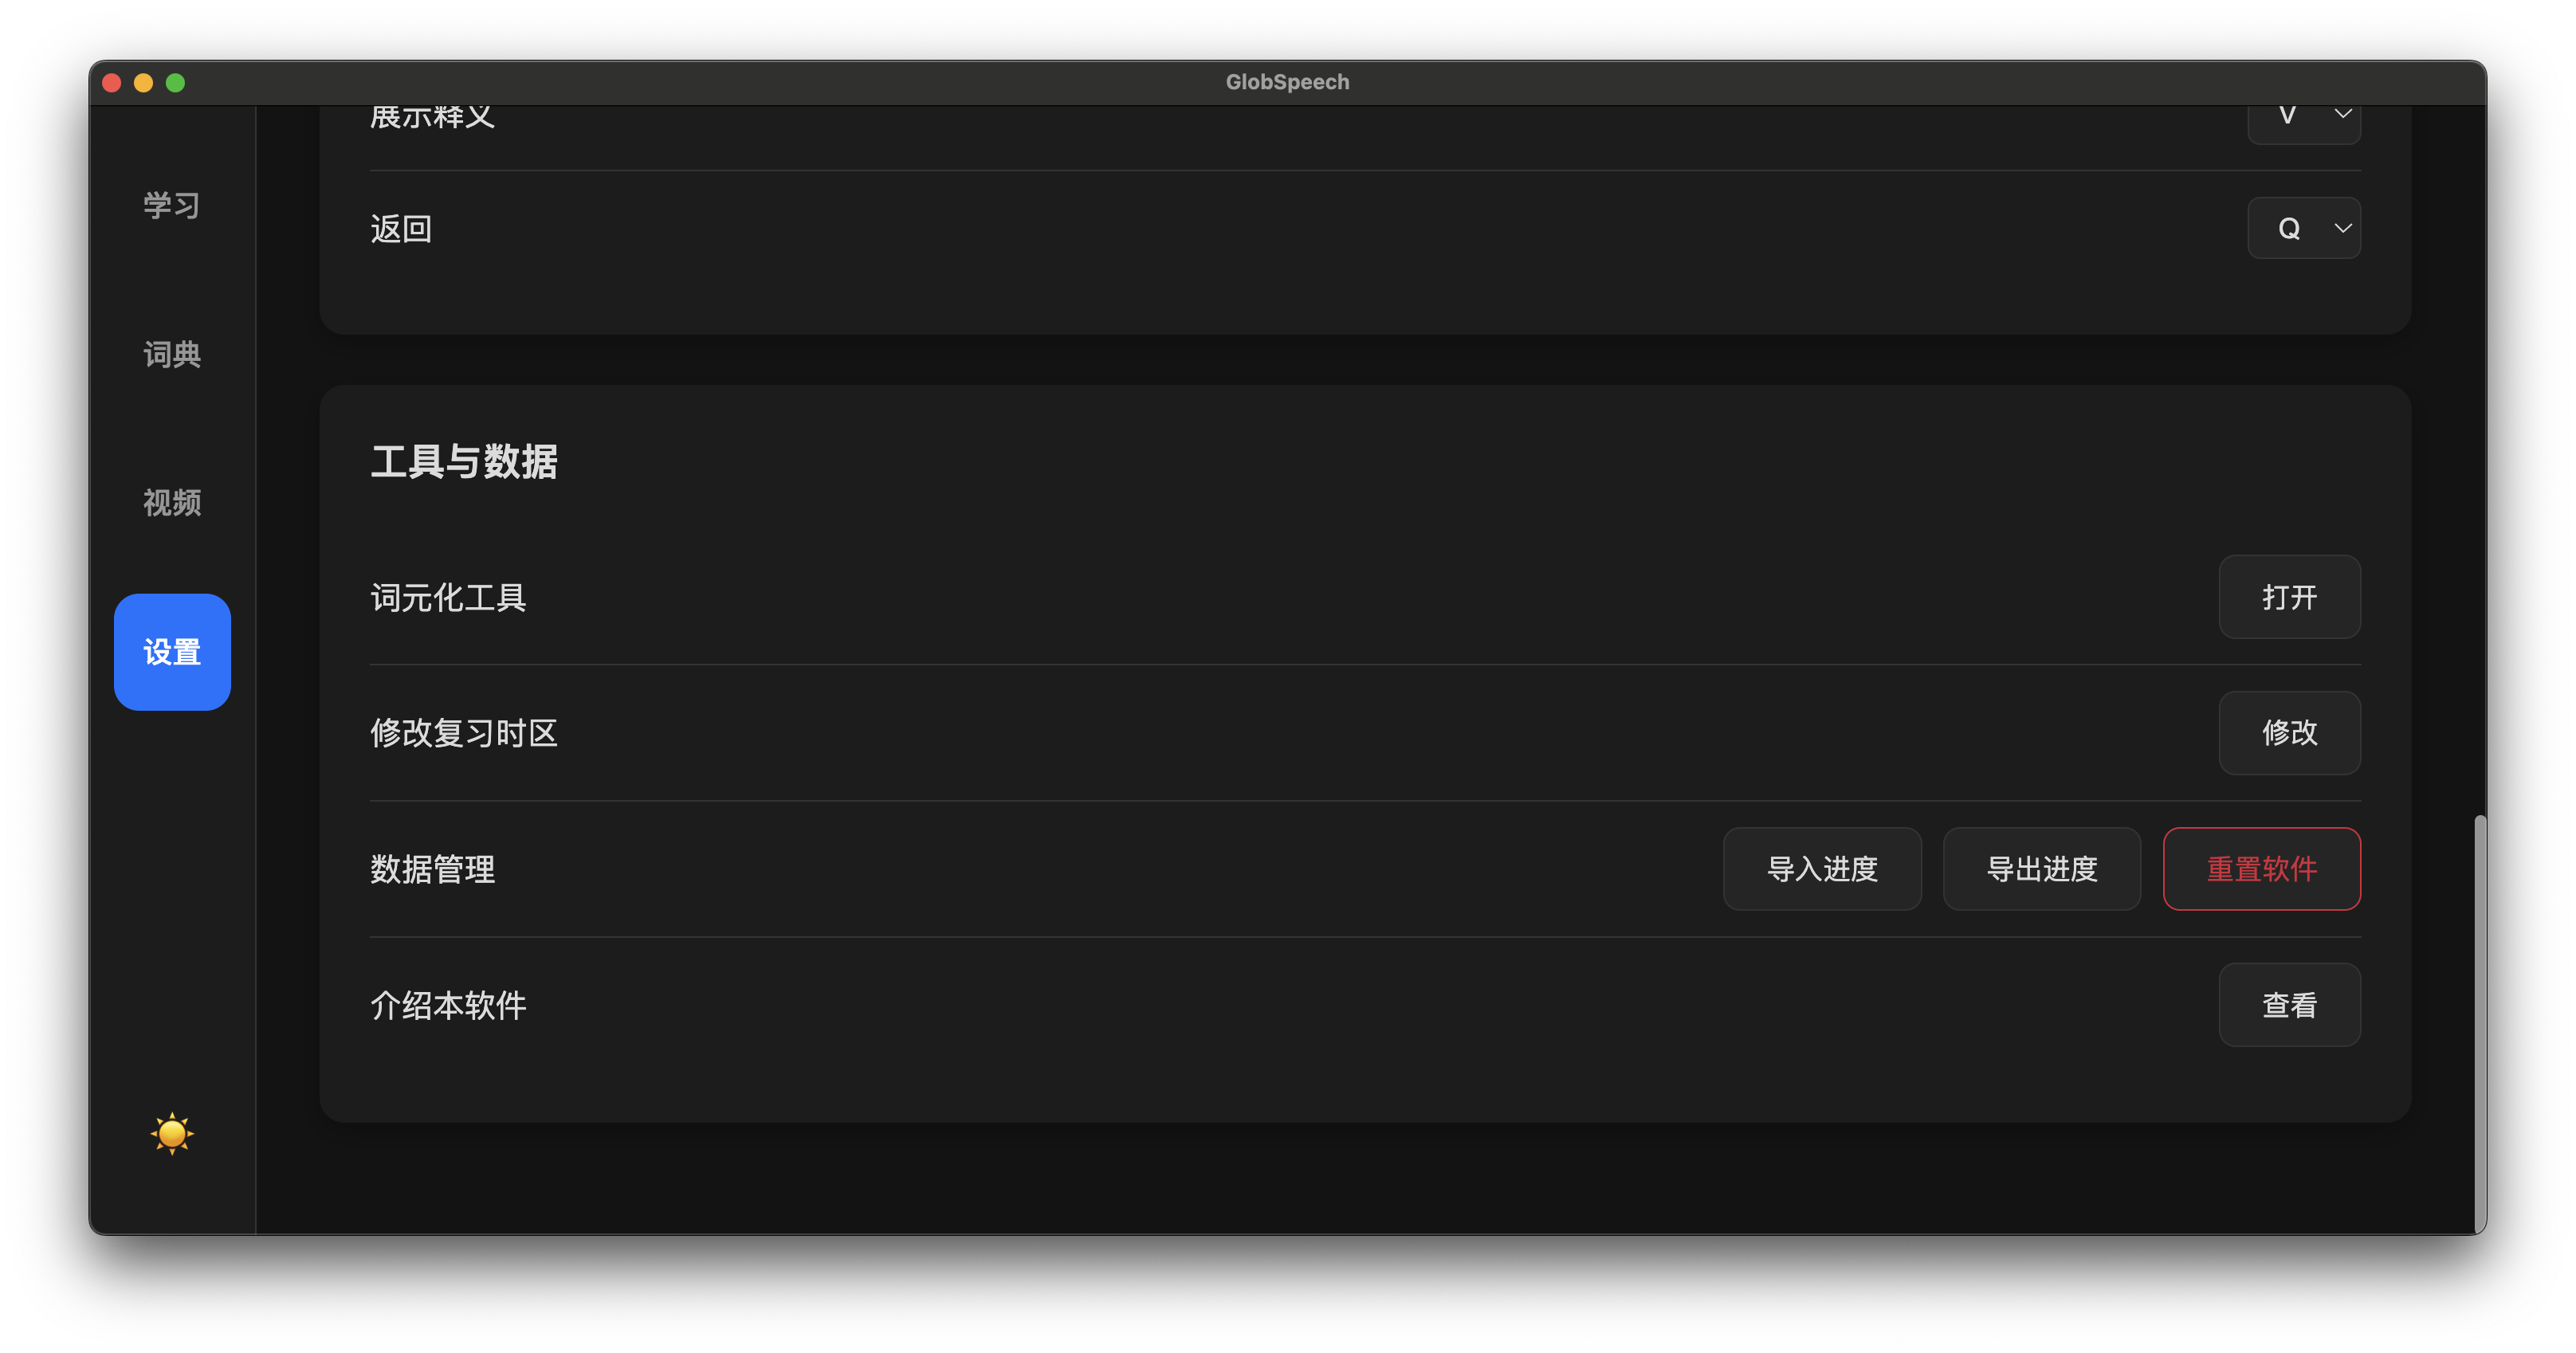 GlobSpeech
展示释义
V
学习
返回
Q
词典
工具与数据
视频
词元化工具
打开
设置
修改复习时区
修改
数据管理
导入进度
导出进度
重置软件
介绍本软件
查看